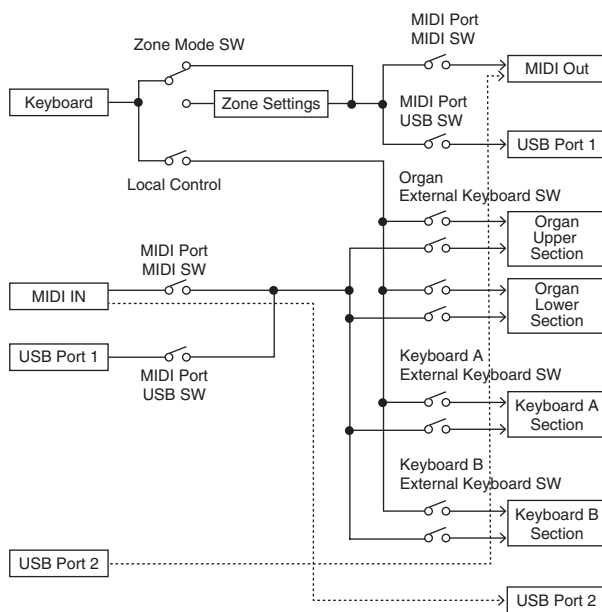 Zone Mode SW
Keyboard
Zone Settings
Local Control
MIDI Port
MIDI SW
MIDI Out
MIDI Port
USB SW
USB Port 1
Organ
External Keyboard SW
Organ
Upper
Section
Organ
Lower
Section
MIDI Port
MIDI SW
MIDI IN
USB Port 1
MIDI Port
USB SW
Keyboard A
External Keyboard SW
Keyboard A
Section
Keyboard B
External Keyboard SW
Keyboard B
Section
USB Port 2
USB Port 2